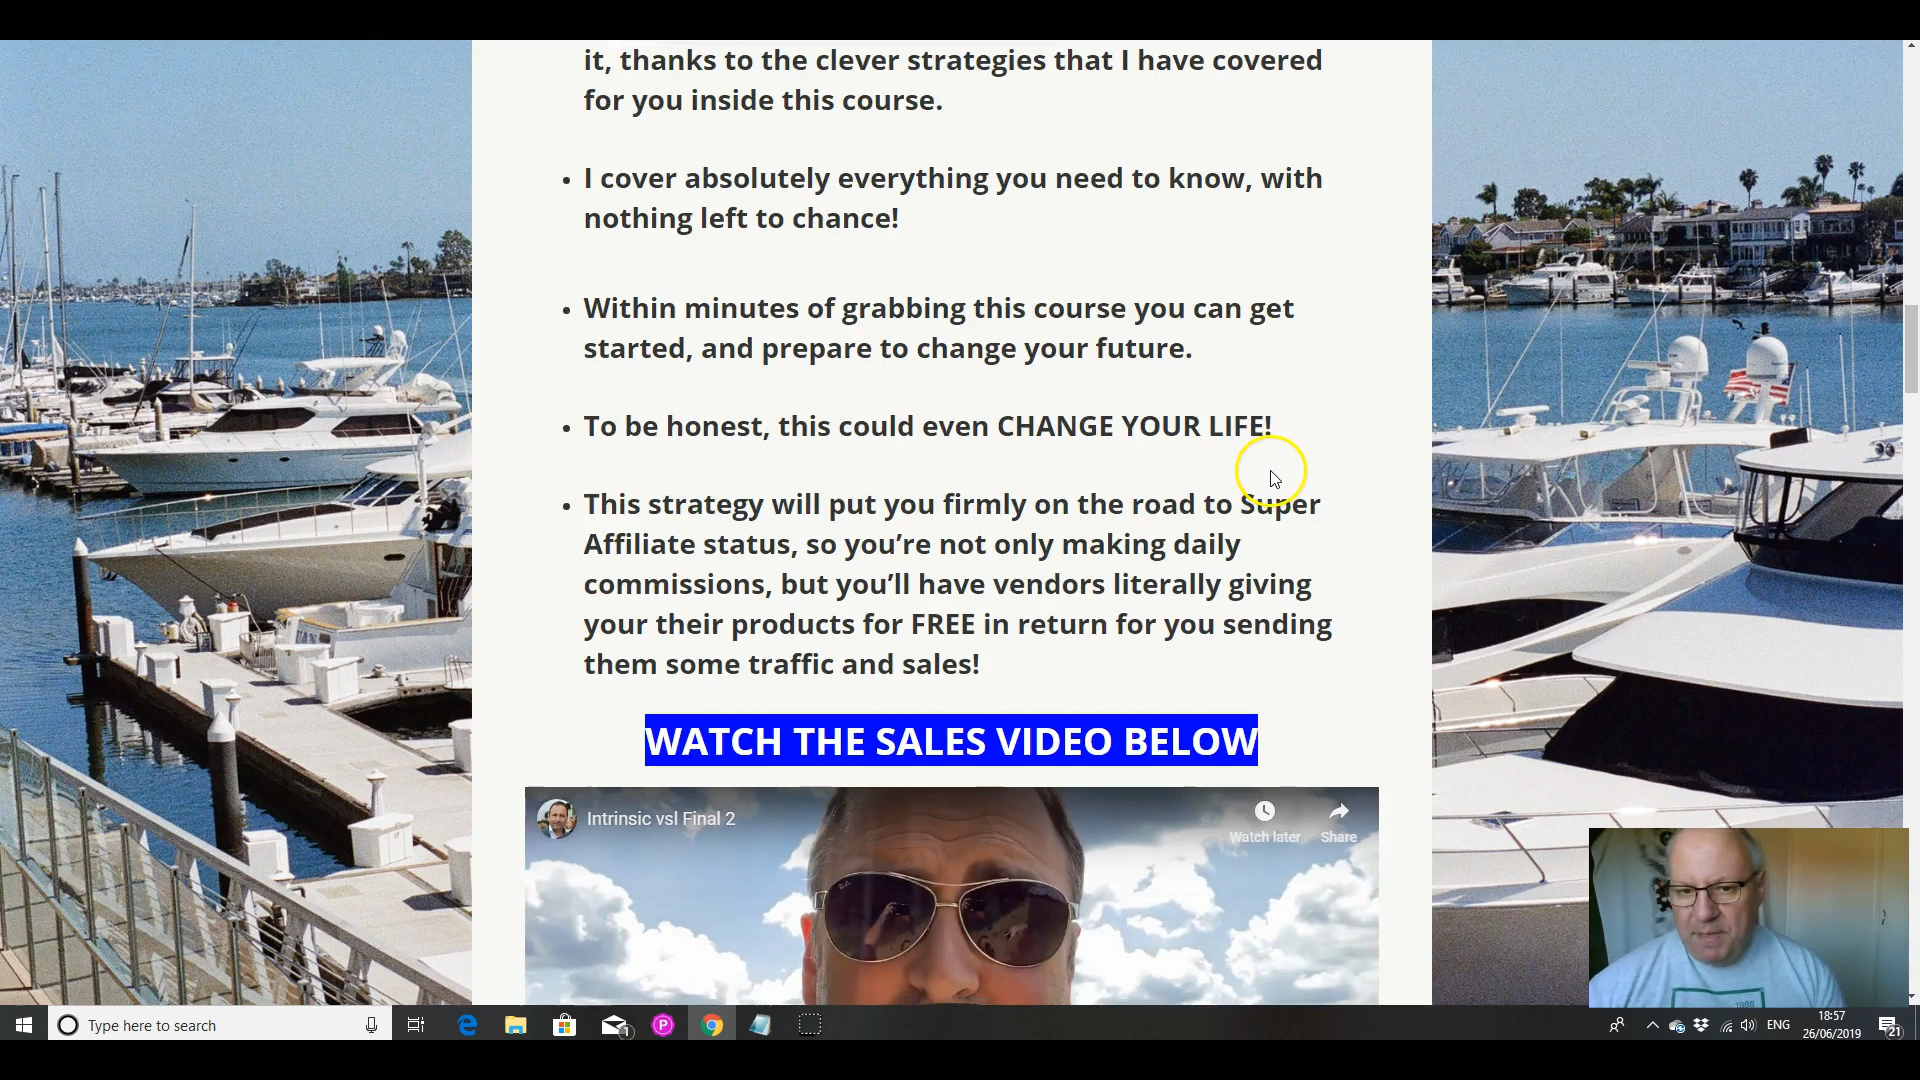 it, thanks to the clever strategies that I have covered
for you inside this course.
• I cover absolutely everything you need to know, with
nothing left to chance!
• Within minutes of grabbing this course you can get
started, and prepare to change your future.
• To be honest, this could even CHANGE YOUR LIFE!
• This strategy will put you firmly on the road to Super
Affiliate status, so you’re not only making daily
commissions, but you’ll have vendors literally giving
your their products for FREE in return for you sending
them some traffic and sales!
WATCH THE SALES VIDEO BELOW
Intrinsic vsl Final 2
Watch later
Share
1988
Type here to search
1
P
ENG
18:57
26/06/2019
21